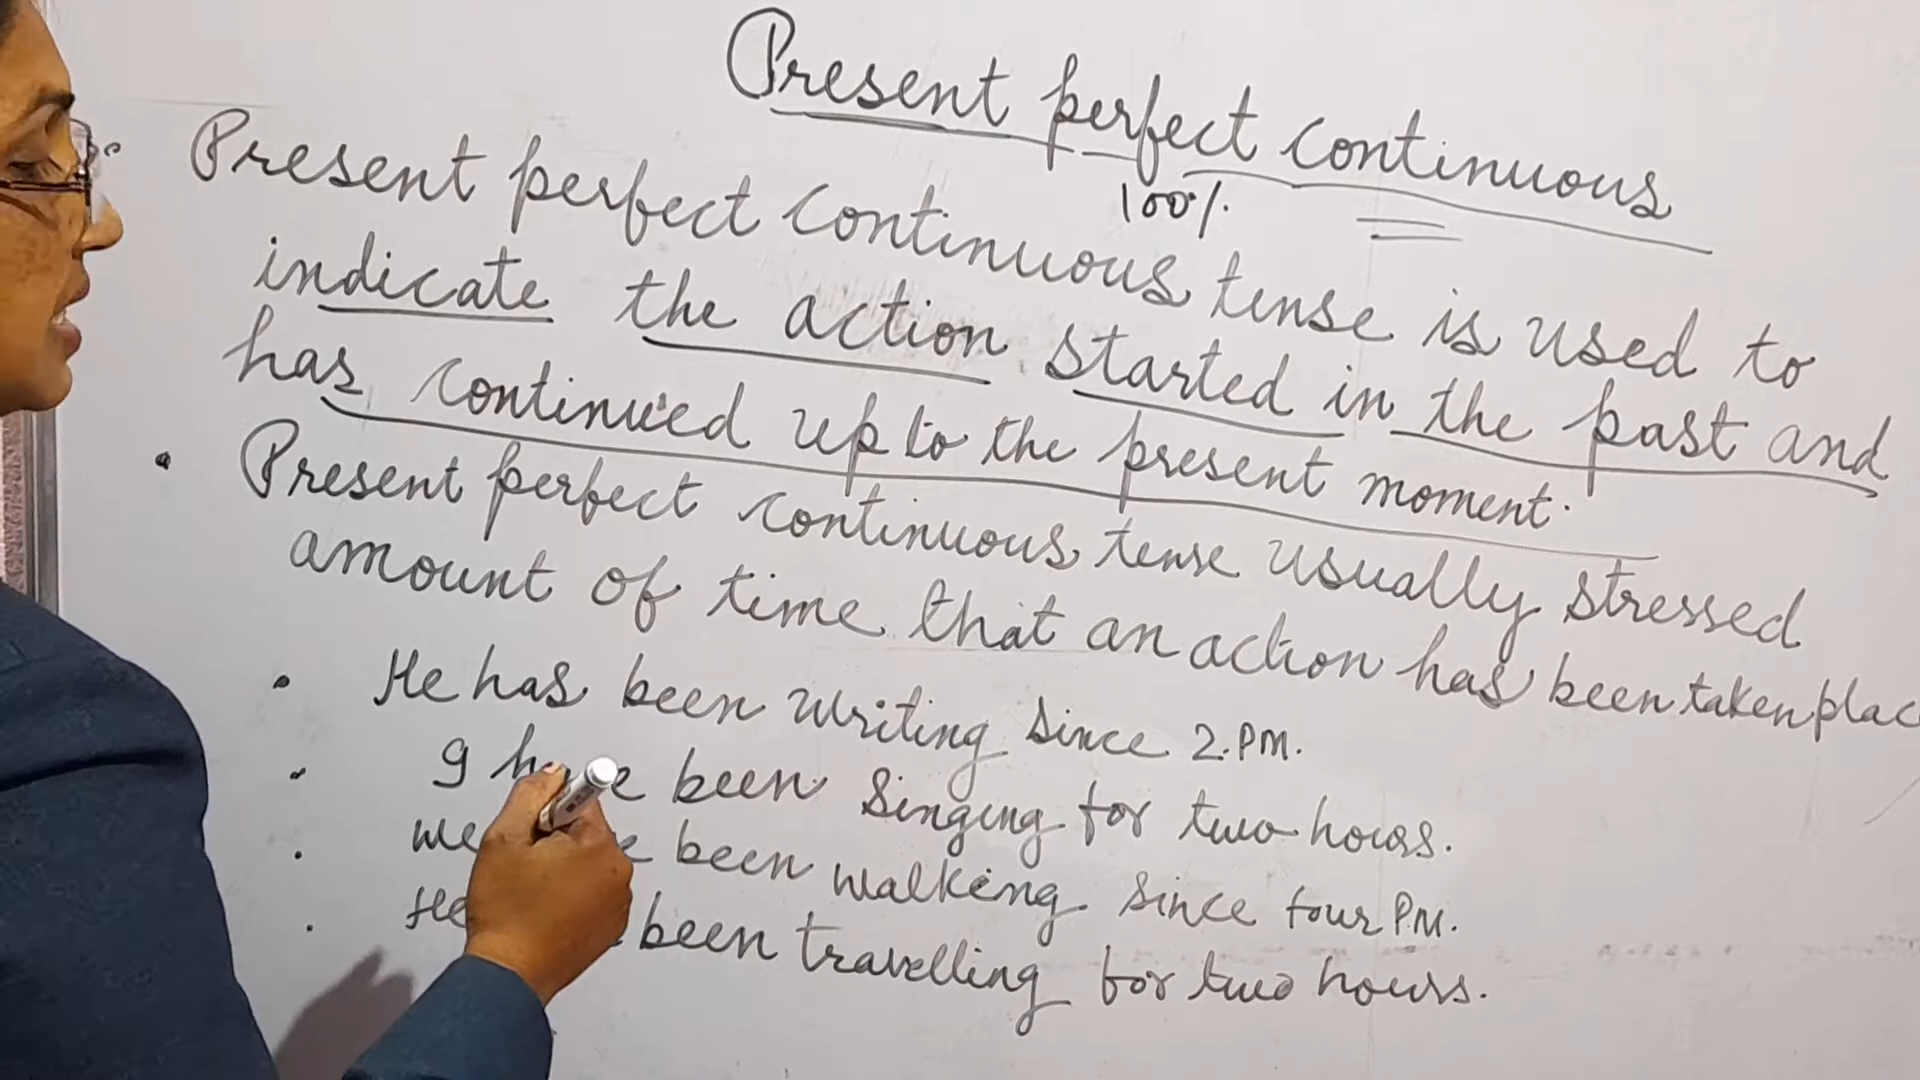 Present perfect continuous
100%
Present perfect continuous tense is used to
indicate the action started in the past and
has continued up to the present moment.
Present perfect continuous tense usually stressed
amount of time that an action has been taken plac
He has been writing since 2.PM.
I have been singing for two hours.
we been walking since four P.M.
He been travelling for two hours.